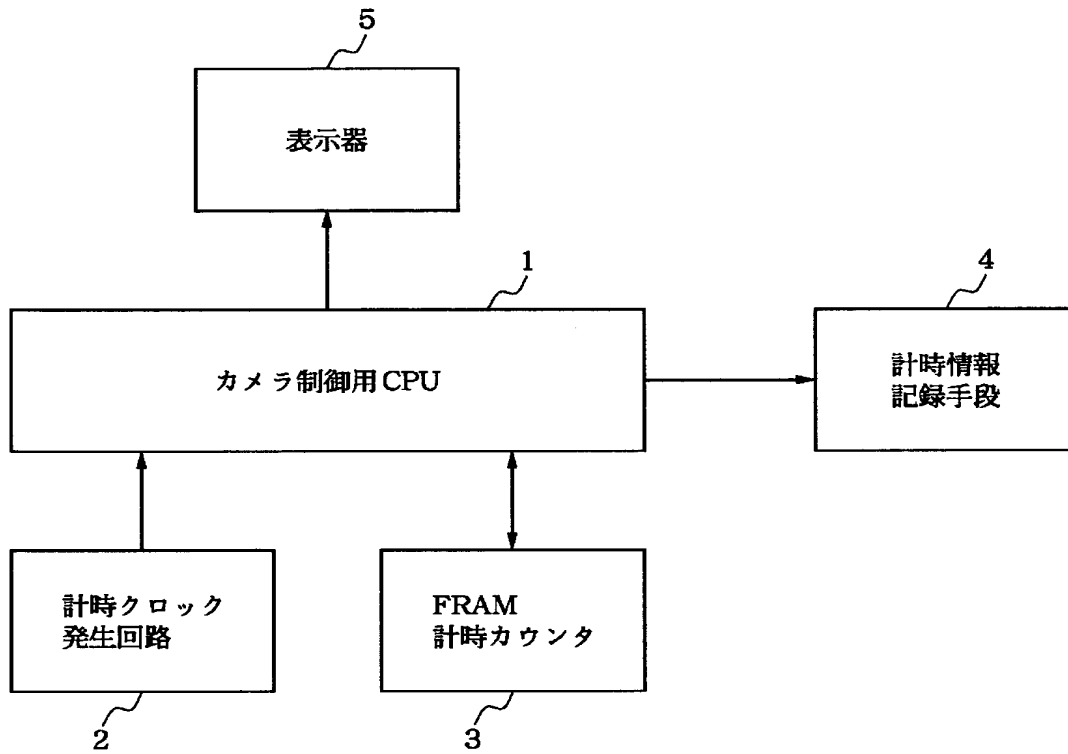 5
表示器
1
カメラ制御用CPU
4
計時情報
記録手段
計時クロック
発生回路
2
FRAM
計時カウンタ
3